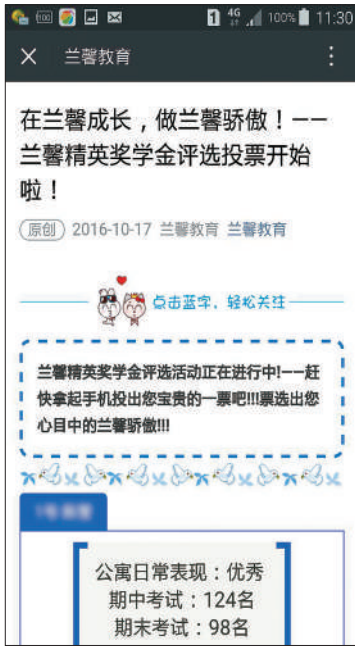 1 4G 100% 11:30
× 兰馨教育
在兰馨成长，做兰馨骄傲！——
兰馨精英奖学金评选投票开始
啦！
原创 2016-10-17 兰馨教育 兰馨教育
点击蓝字，轻松关注
兰馨精英奖学金评选活动正在进行中!——赶
快拿起手机投出您宝贵的一票吧!!!票选出您
心目中的兰馨骄傲!!!
公寓日常表现：优秀
期中考试：124名
期末考试：98名